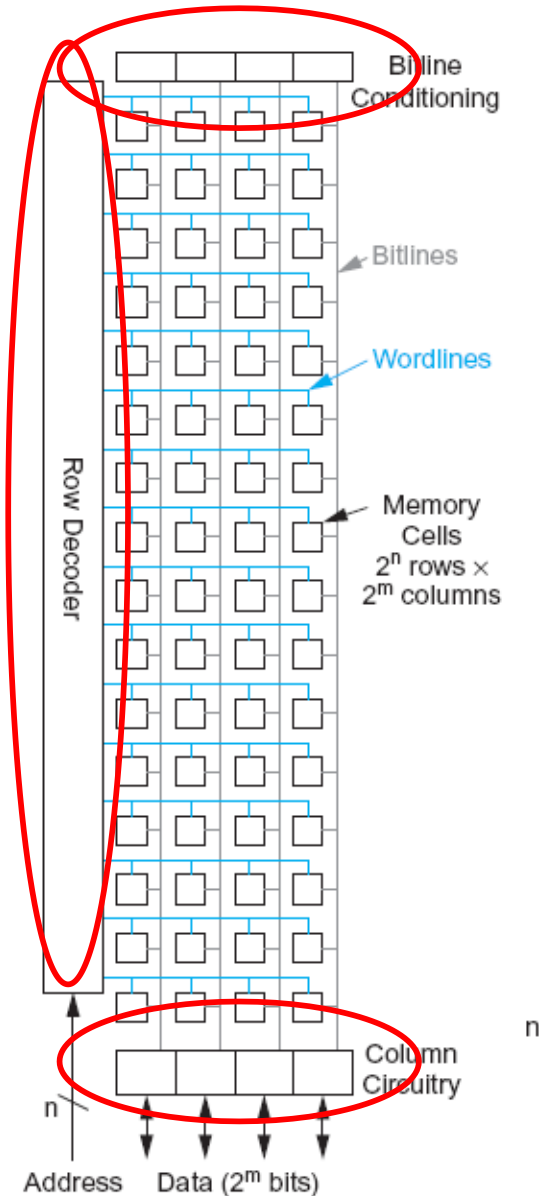 Bitline
Conditioning
Bitlines
Wordlines
Row Decoder
Memory
Cells
2ⁿ rows ×
2ᵐ columns
n
Column
Circuitry
n
Address
Data (2ᵐ bits)